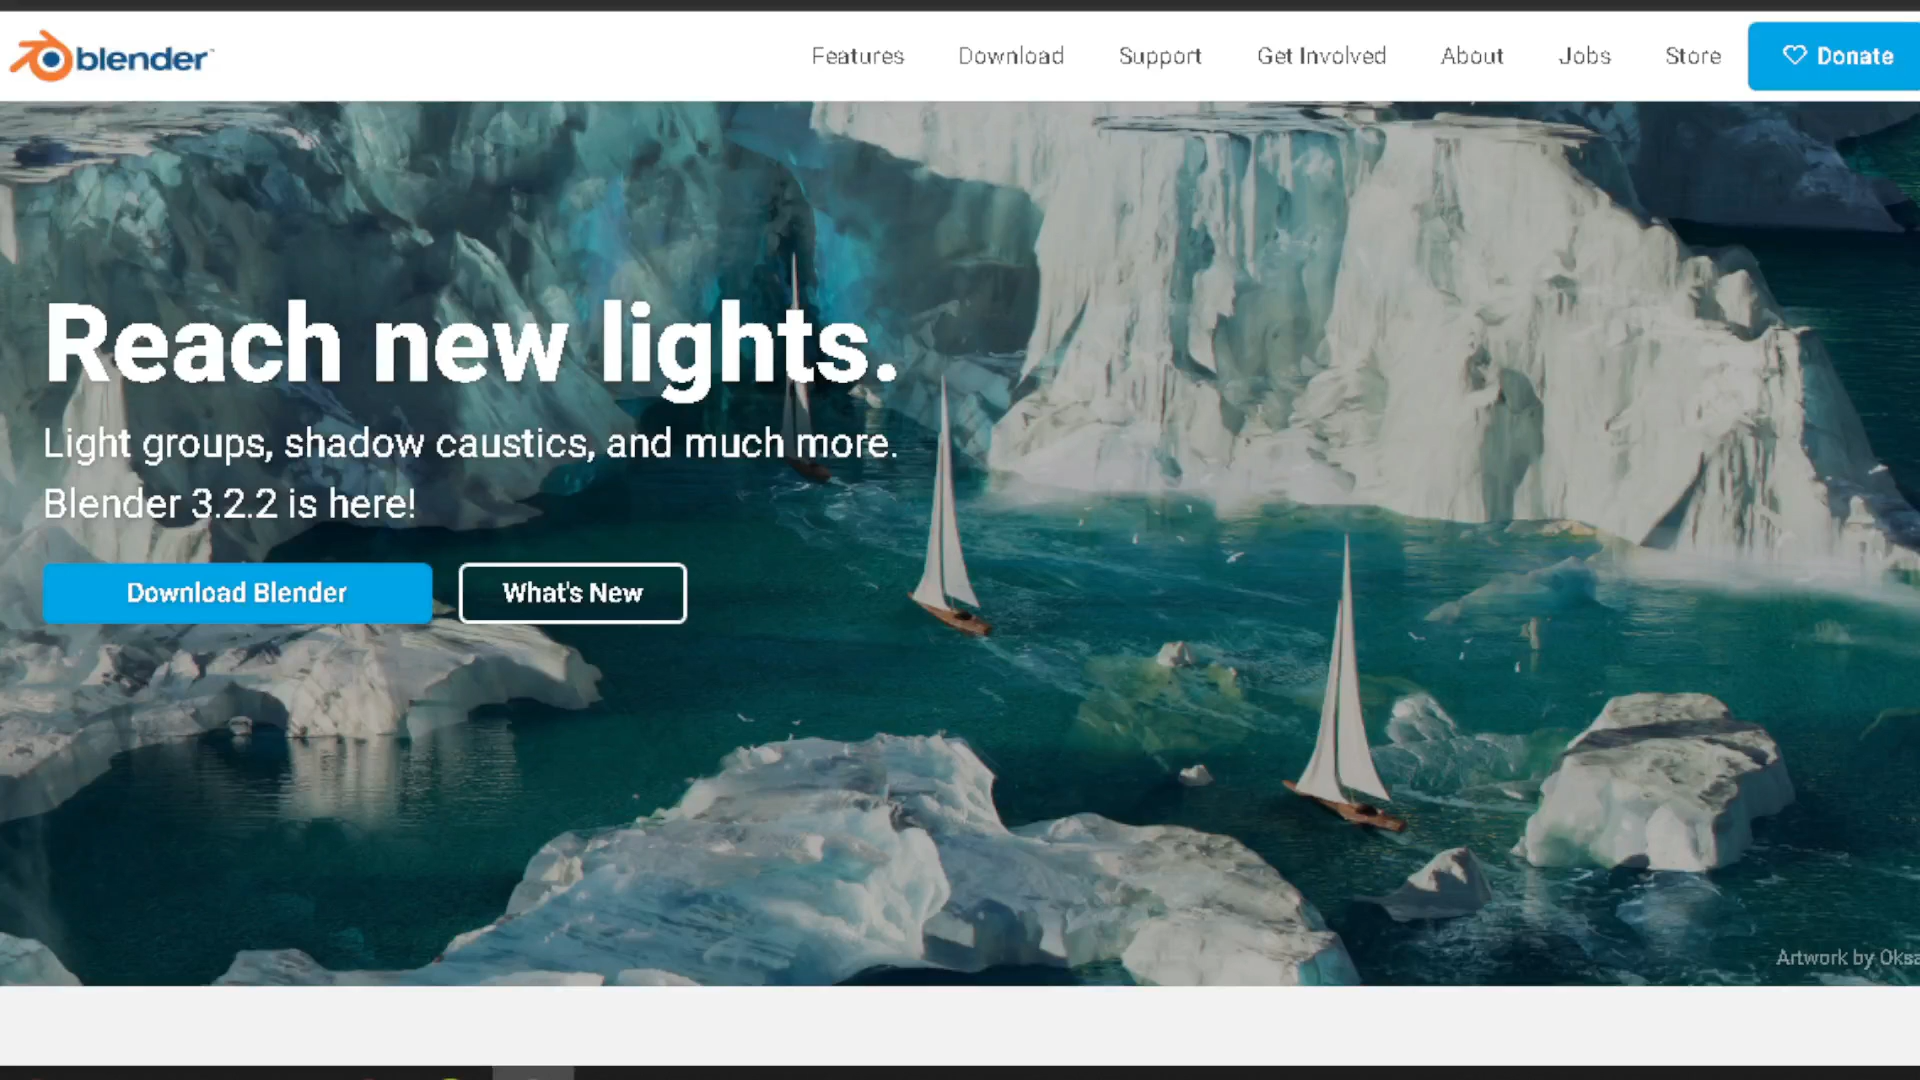 blender
Features Download Support Get Involved About Jobs Store Donate
Reach new lights.
Light groups, shadow caustics, and much more.
Blender 3.2.2 is here!
Download Blender What's New
Artwork by